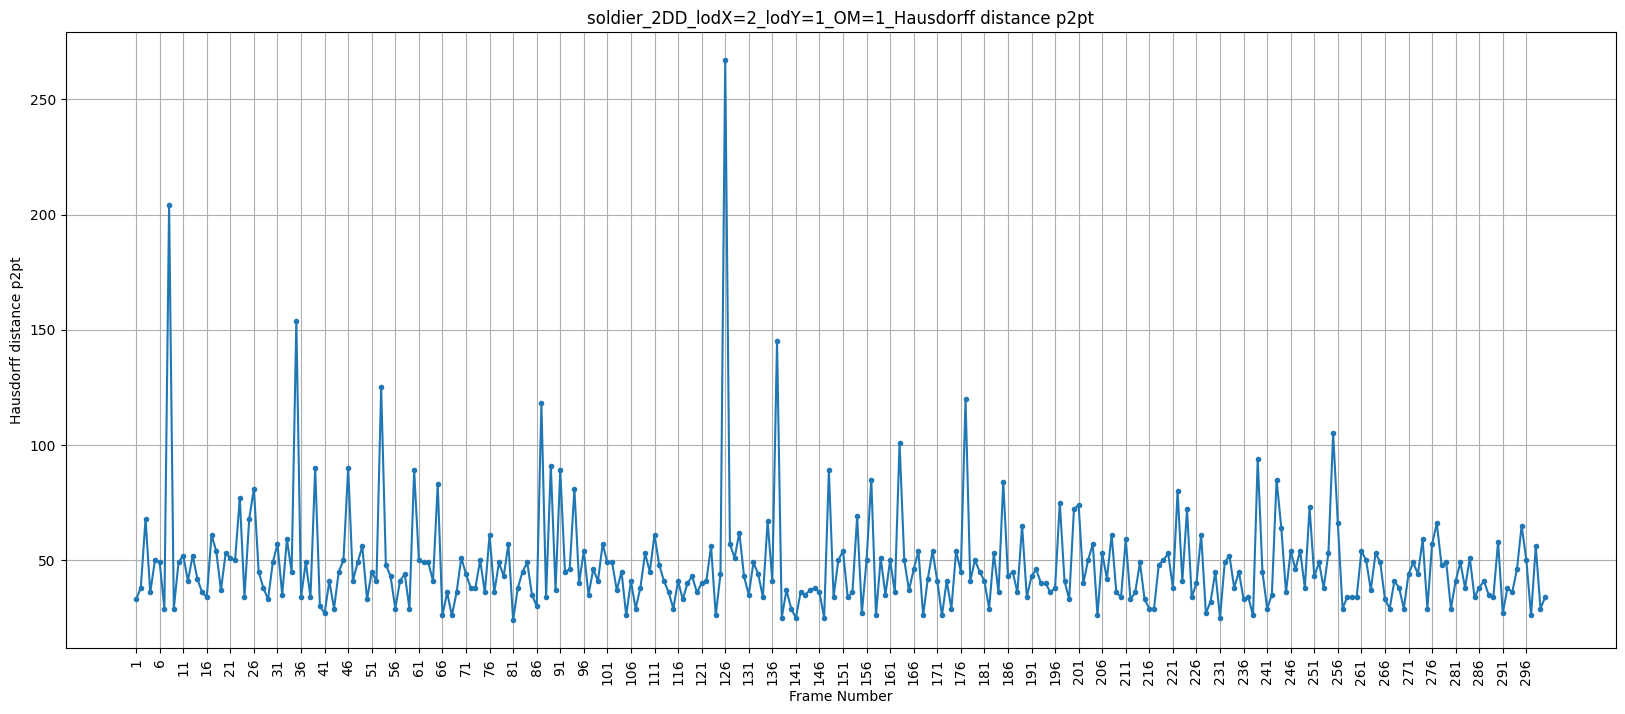 soldier_2DD_lodX=2_lodY=1_OM=1_Hausdorff distance p2pt
Hausdorff distance p2pt
250
200
150
100
50
1 6 11 16 21 26 31 36 41 46 51 56 61 66 71 76 81 86 91 96 101 106 111 116 121 126 131 136 141 146 151 156 161 166 171 176 181 186 191 196 201 206 211 216 221 226 231 236 241 246 251 256 261 266 271 276 281 286 291 296
Frame Number